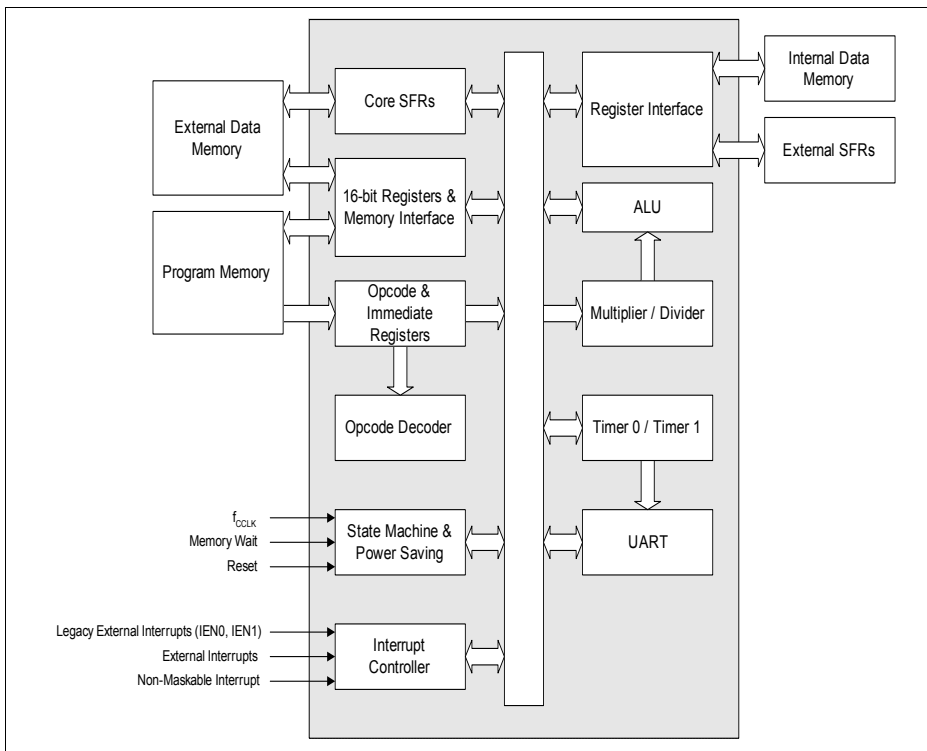 External Data
Memory
Program Memory
Core SFRs
16-bit Registers &
Memory Interface
Opcode &
Immediate
Registers
Opcode Decoder
State Machine &
Power Saving
Interrupt
Controller
fCCLK
Memory Wait
Reset
Legacy External Interrupts (IEN0, IEN1)
External Interrupts
Non-Maskable Interrupt
Register Interface
ALU
Multiplier / Divider
Timer 0 / Timer 1
UART
Internal Data
Memory
External SFRs